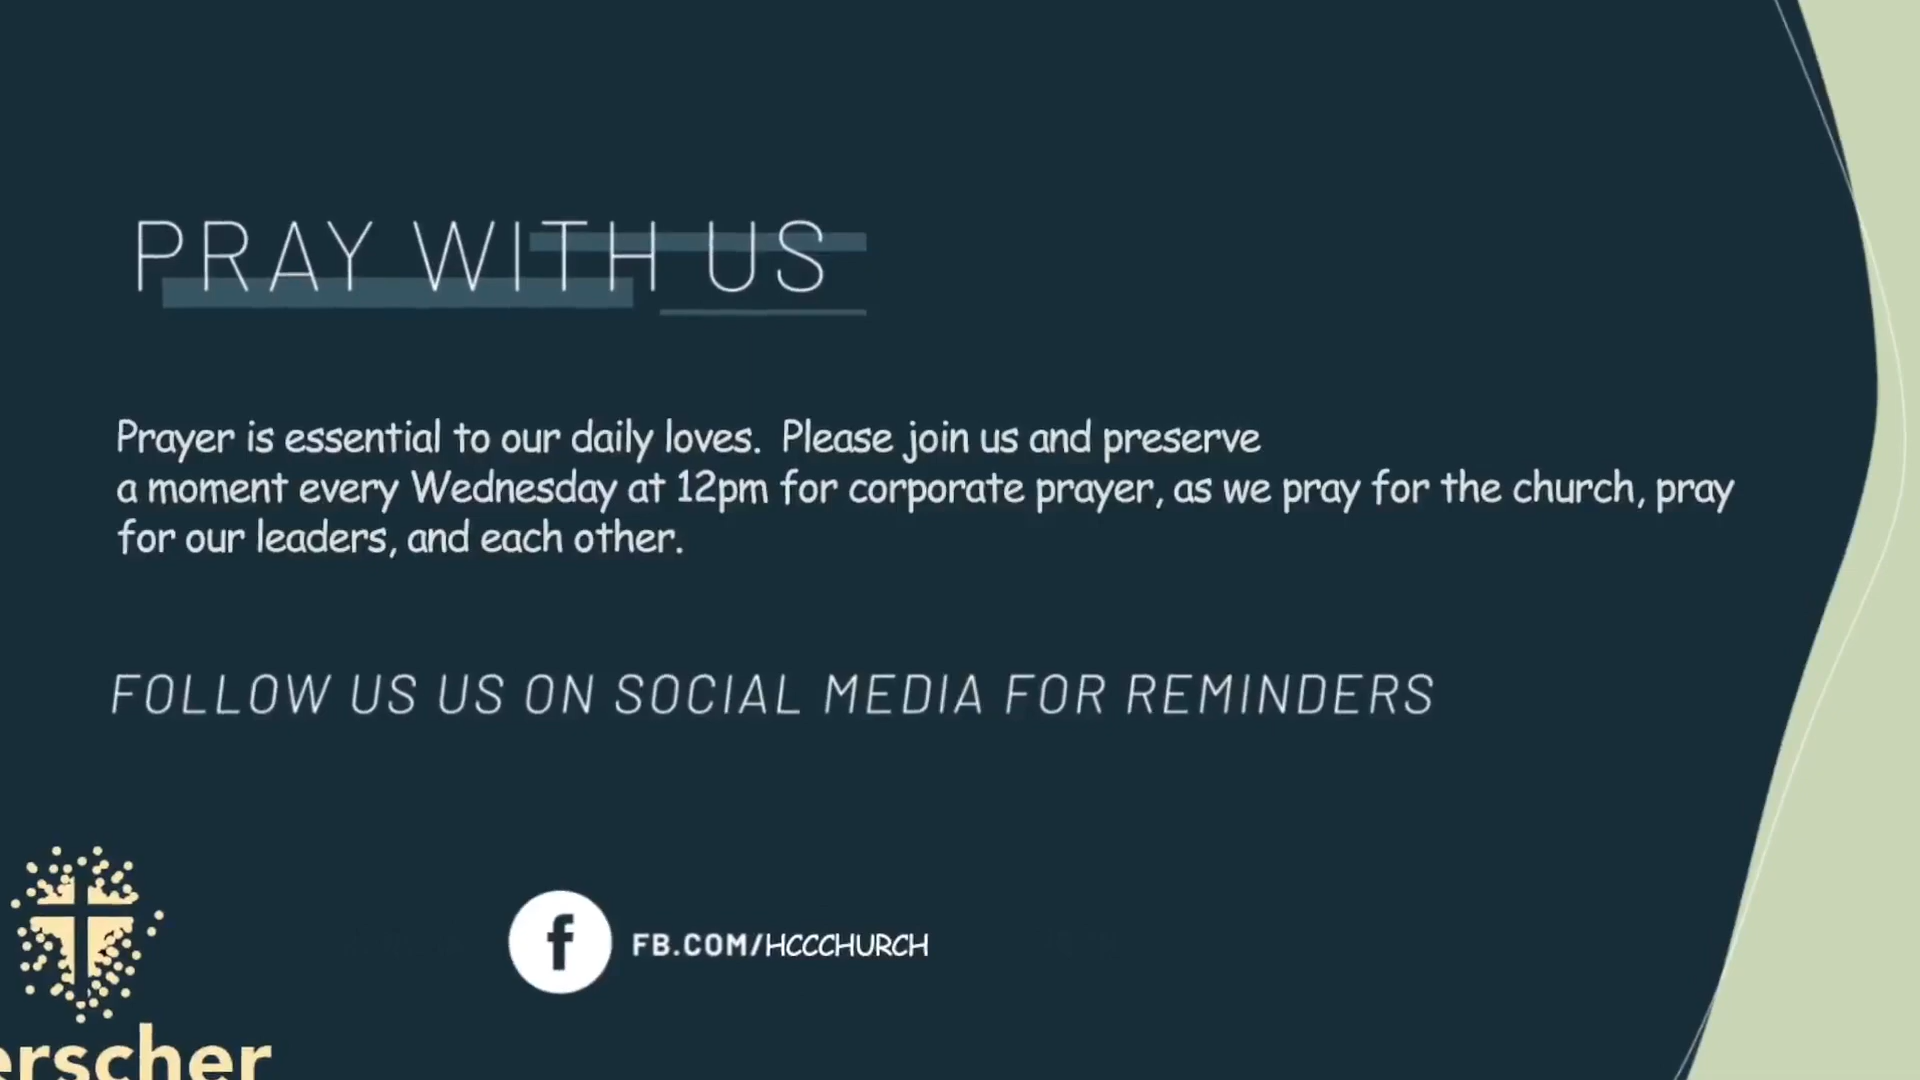 PRAY WITH US
Prayer is essential to our daily loves. Please join us and preserve
a moment every Wednesday at 12pm for corporate prayer, as we pray for the church, pray
for our leaders, and each other.
FOLLOW US US ON SOCIAL MEDIA FOR REMINDERS
f FB.COM/HCCCHURCH
erscher